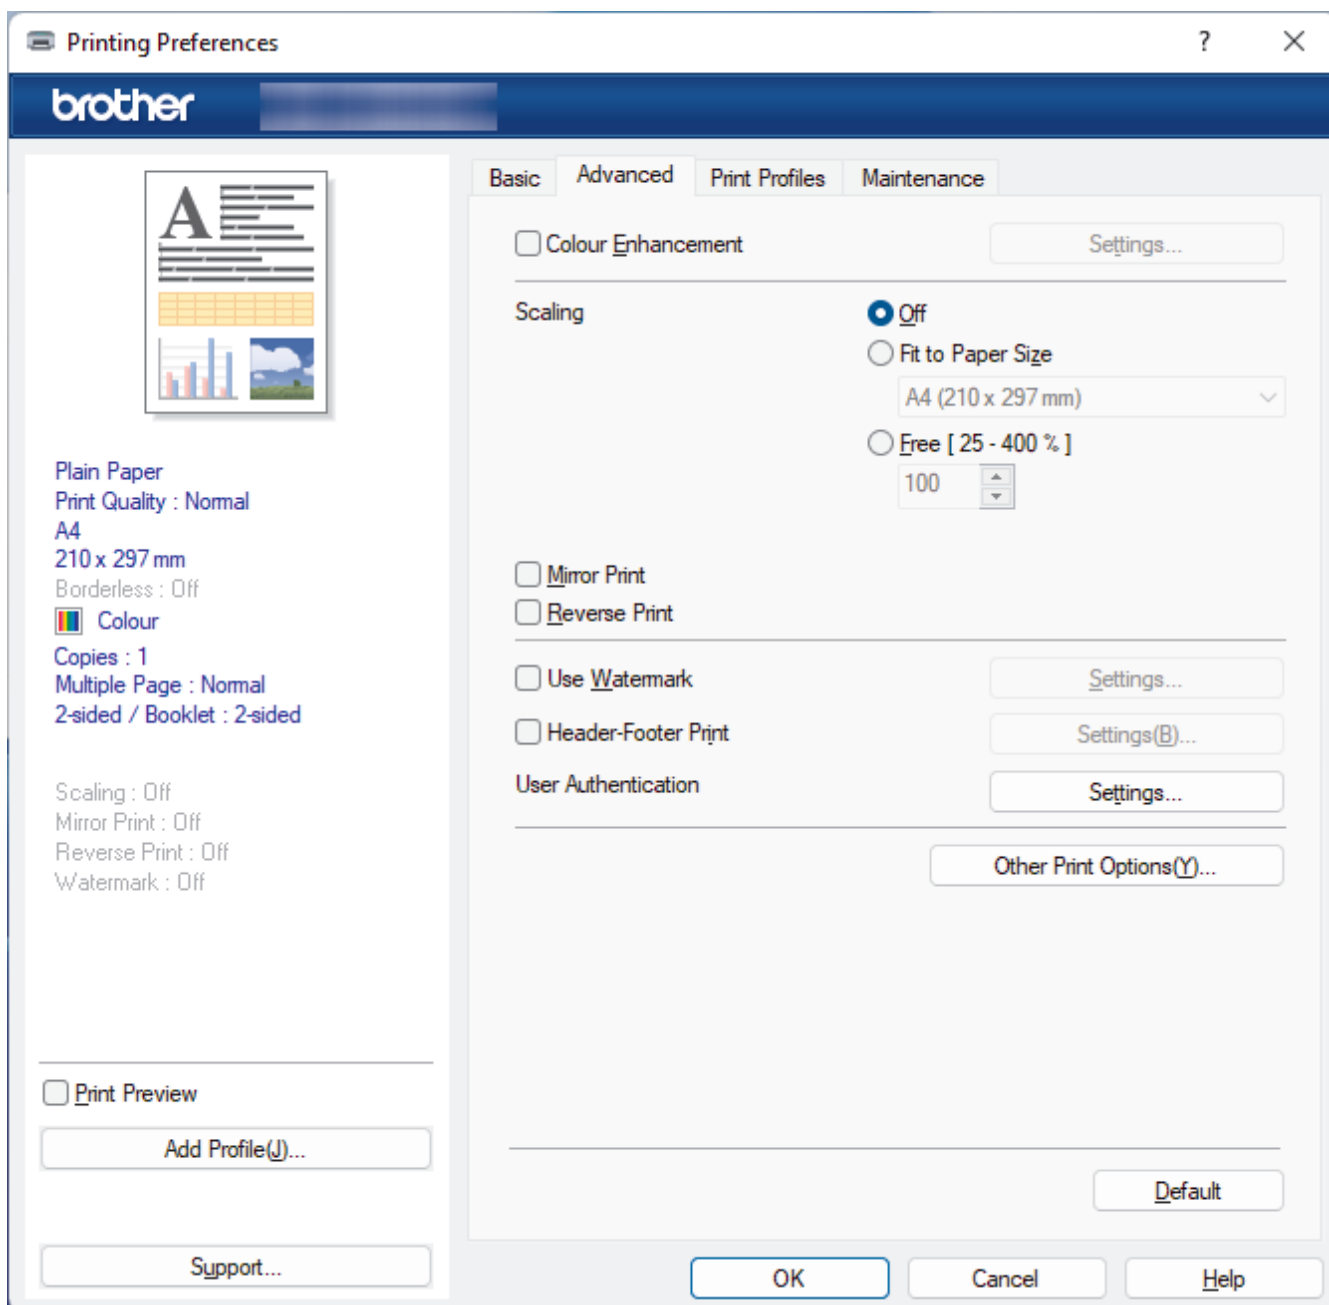 Printing Preferences
?
brother
Basic
Advanced
Print Profiles
Maintenance
A
Plain Paper
Print Quality : Normal
A4
210 x 297 mm
Borderless : Off
Colour
Copies : 1
Multiple Page : Normal
2-sided / Booklet : 2-sided
Scaling : Off
Mirror Print : Off
Reverse Print : Off
Watermark : Off
Print Preview
Add Profile(J)...
Support...
Colour Enhancement
Settings...
Scaling
Off
Fit to Paper Size
A4 (210 x 297 mm)
Free [ 25 - 400 % ]
100
Mirror Print
Reverse Print
Use Watermark
Settings...
Header-Footer Print
Settings(B)...
User Authentication
Settings...
Other Print Options(Y)...
Default
OK
Cancel
Help